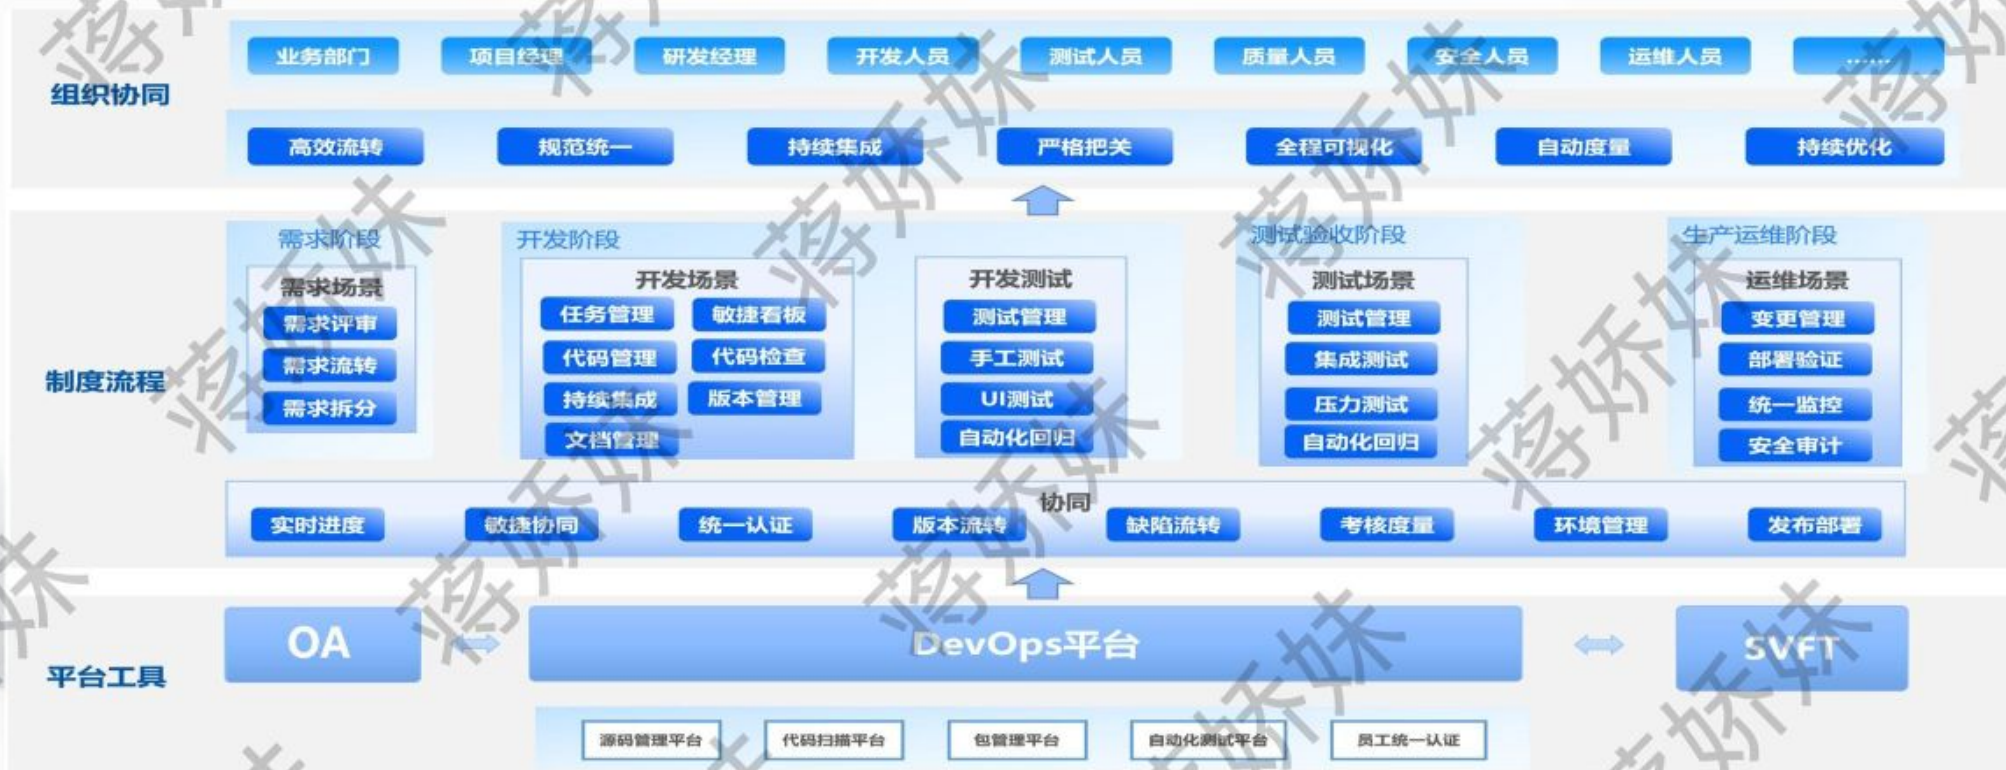 组织协同
业务部门 项目经理 研发经理 开发人员 测试人员 质量人员 安全人员 运维人员 ......
高效流转 规范统一 持续集成 严格把关 全程可视化 自动度量 持续优化
制度流程
需求阶段
需求场景
需求评审
需求流转
需求拆分
开发阶段
开发场景
任务管理 敏捷看板
代码管理 代码检查
持续集成 版本管理
文档管理
开发测试
测试管理
手工测试
UI测试
自动化回归
测试验收阶段
测试场景
测试管理
集成测试
压力测试
自动化回归
生产运维阶段
运维场景
变更管理
部署验证
统一监控
安全审计
协同
实时进度 敏捷协同 统一认证 版本流转 缺陷流转 考核度量 环境管理 发布部署
平台工具
OA DevOps平台 SVFT
源码管理平台 代码扫描平台 包管理平台 自动化测试平台 员工统一认证
蒋娇妹